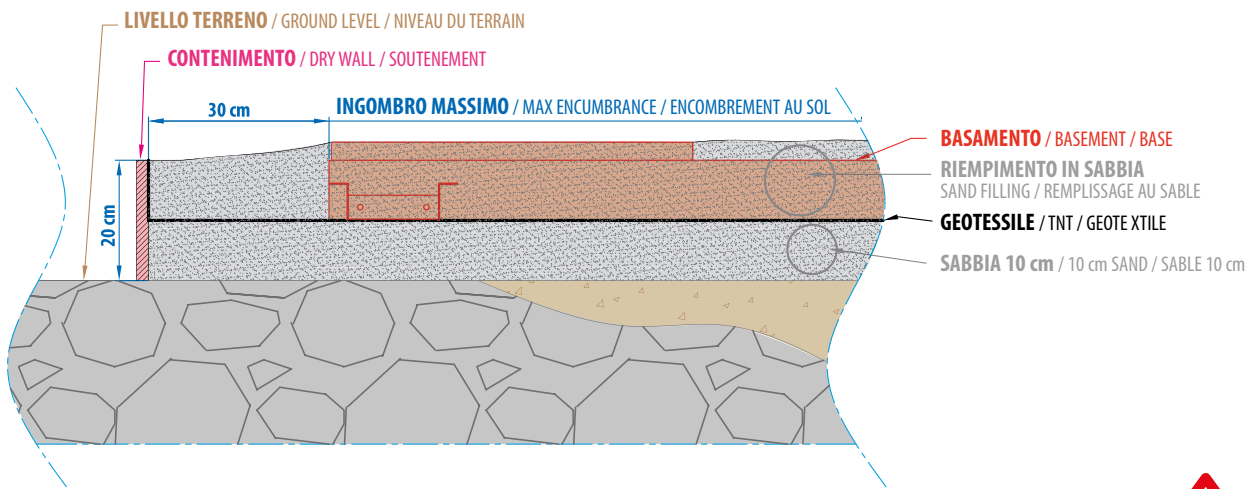 LIVELLO TERRENO / GROUND LEVEL / NIVEAU DU TERRAIN
CONTENIMENTO / DRY WALL / SOUTENEMENT
30 cm
INGOMBRO MASSIMO / MAX ENCUMBRANCE / ENCOMBREMENT AU SOL
BASAMENTO / BASEMENT / BASE
RIEMPIMENTO IN SABBIA
SAND FILLING / REMPLISSAGE AU SABLE
20 cm
GEOTESSILE / TNT / GEOTE XTILE
SABBIA 10 cm / 10 cm SAND / SABLE 10 cm